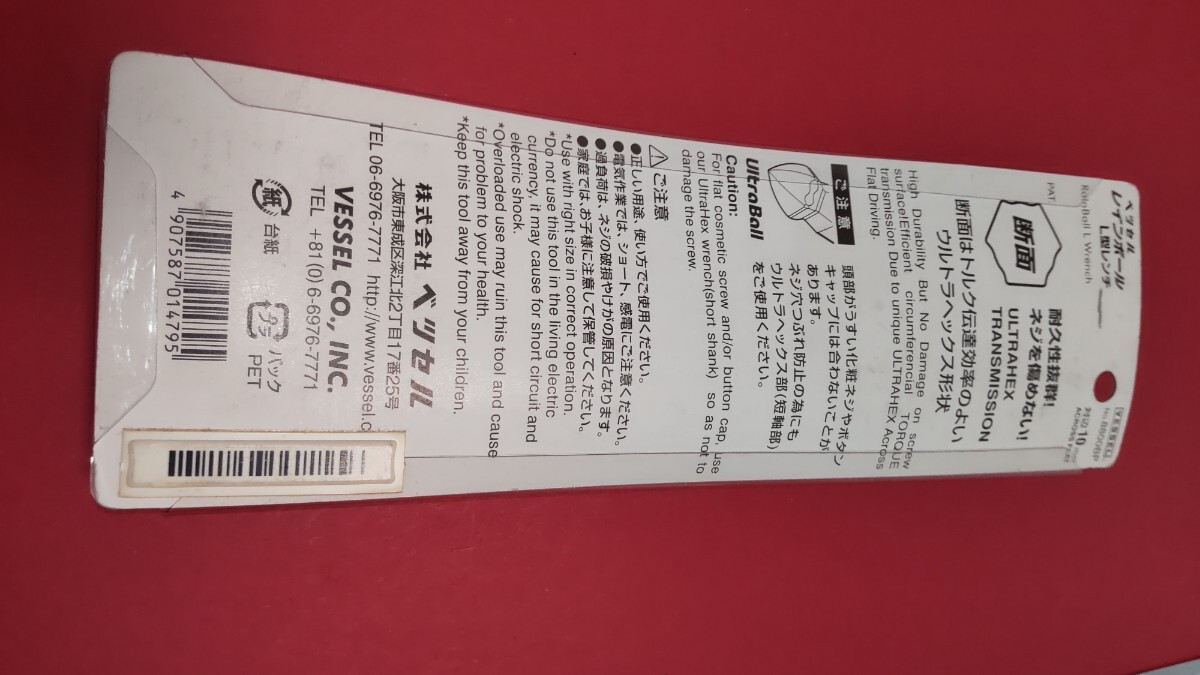 ベッセル
レインボール
L型レンチ
RainBall L Wrench
PAT
VESSEL
No.8890BP
対辺 10 mm
ACROSS FLAT
断面
耐久性抜群!
ネジを傷めない!
ULTRAHEX
TRANSMISSION
断面はトルク伝達効率のよい
ウルトラヘックス形状
High Durability But No Damage on screw
surface!Efficient circumferencial TORQUE
transmission Due to unique ULTRAHEX Across
Flat Driving.
ご注意
UltraBall
頭部がうすい化粧ネジやボタン
キャップには合わないことが
あります。
ネジ穴つぶれ防止の為にも
ウルトラヘックス部(短軸部)
をご使用ください。
Caution:
For flat cosmetic screw and/or button cap, use
our UltraHex wrench(short shank) so as not to
damage the screw.
ご注意
●正しい用途、使い方でご使用ください。
●電気作業では、ショート、感電にご注意ください。
●過負荷は、ネジの破損やけがの原因となります。
●家庭では、お子様に注意して保管してください。
*Use with right size in correct operation.
*Do not use this tool in the living electric
currency, it may cause for short circuit and
electric shock.
*Overloaded use may ruin this tool and cause
for problem to your health.
*Keep this tool away from your children.
株式会社 ベッセル
大阪市東成区深江北2丁目17番25号
TEL 06-6976-7771 http://www.vessel.c
VESSEL CO., INC.
TEL +81(0)6-6976-7771
紙 台紙
プラ パック
PET
4 907587 014795